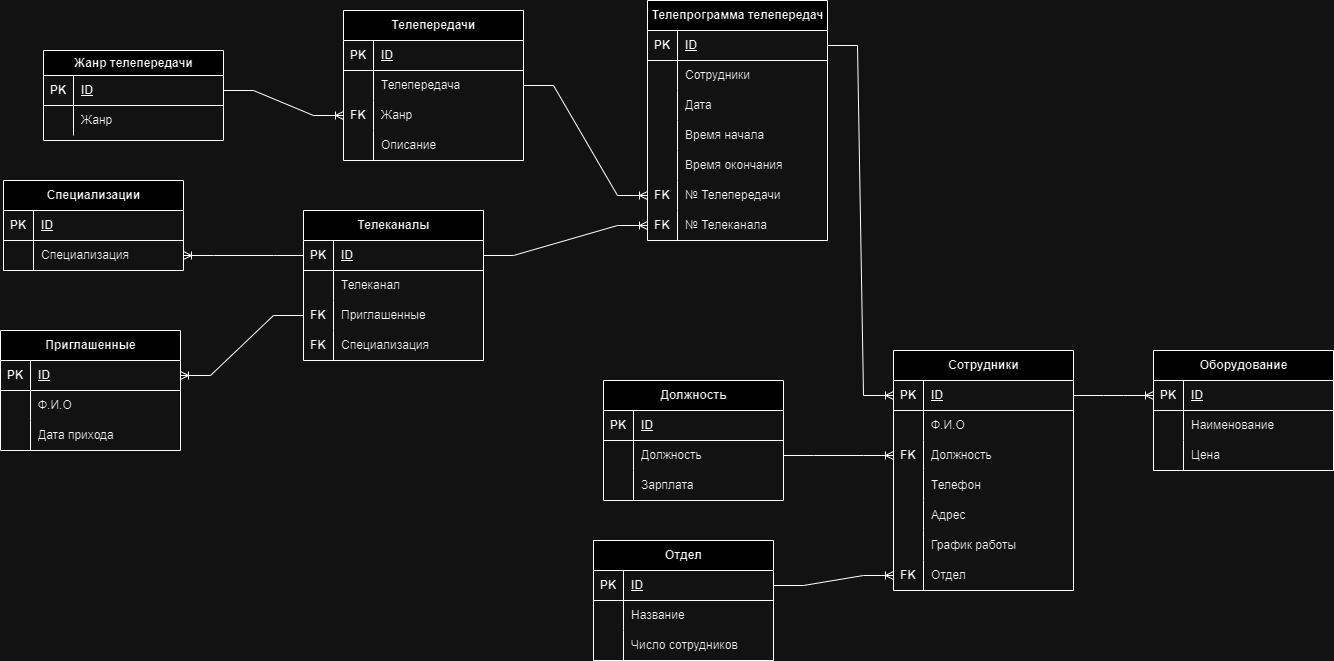 Жанр телепередачи
PK ID
Жанр
Телепередачи
PK ID
Телепередача
FK Жанр
Описание
Телепрограмма телепередач
PK ID
Сотрудники
Дата
Время начала
Время окончания
FK № Телепередачи
FK № Телеканала
Специализации
PK ID
Специализация
Телеканалы
PK ID
Телеканал
FK Приглашенные
FK Специализация
Приглашенные
PK ID
Ф.И.О
Дата прихода
Должность
PK ID
Должность
Зарплата
Сотрудники
PK ID
Ф.И.О
FK Должность
Телефон
Адрес
График работы
FK Отдел
Оборудование
PK ID
Наименование
Цена
Отдел
PK ID
Название
Число сотрудников